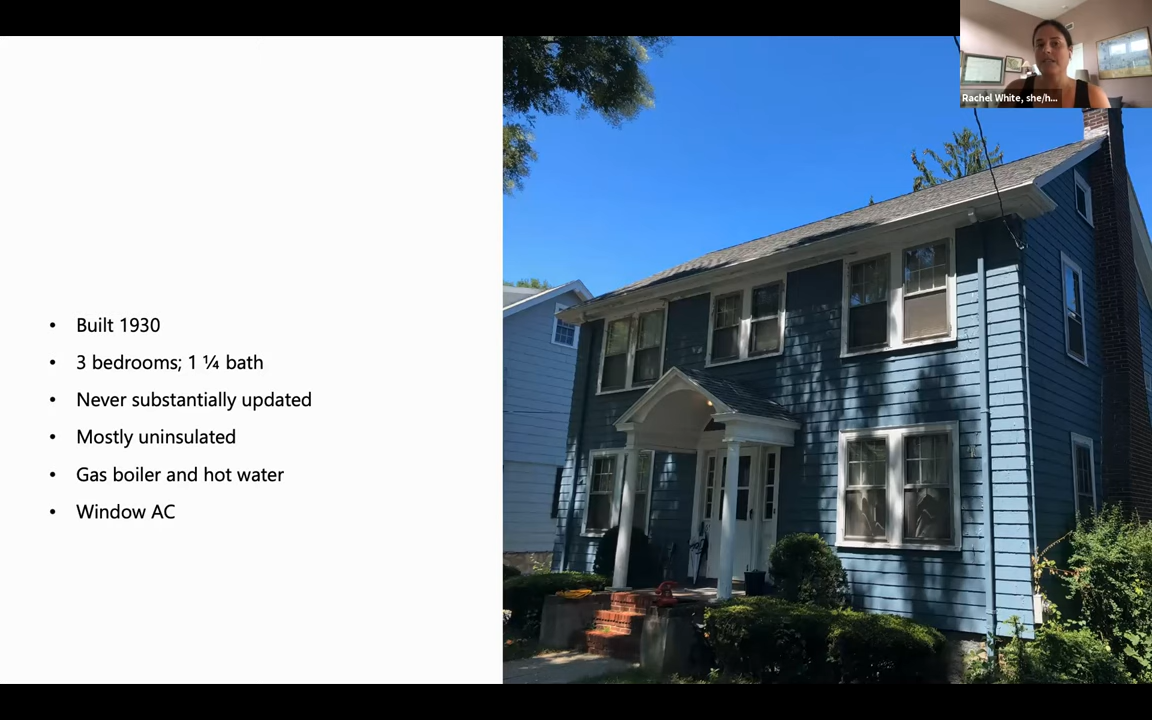 Rachel White, she/h...
• Built 1930
• 3 bedrooms; 1 ¼ bath
• Never substantially updated
• Mostly uninsulated
• Gas boiler and hot water
• Window AC